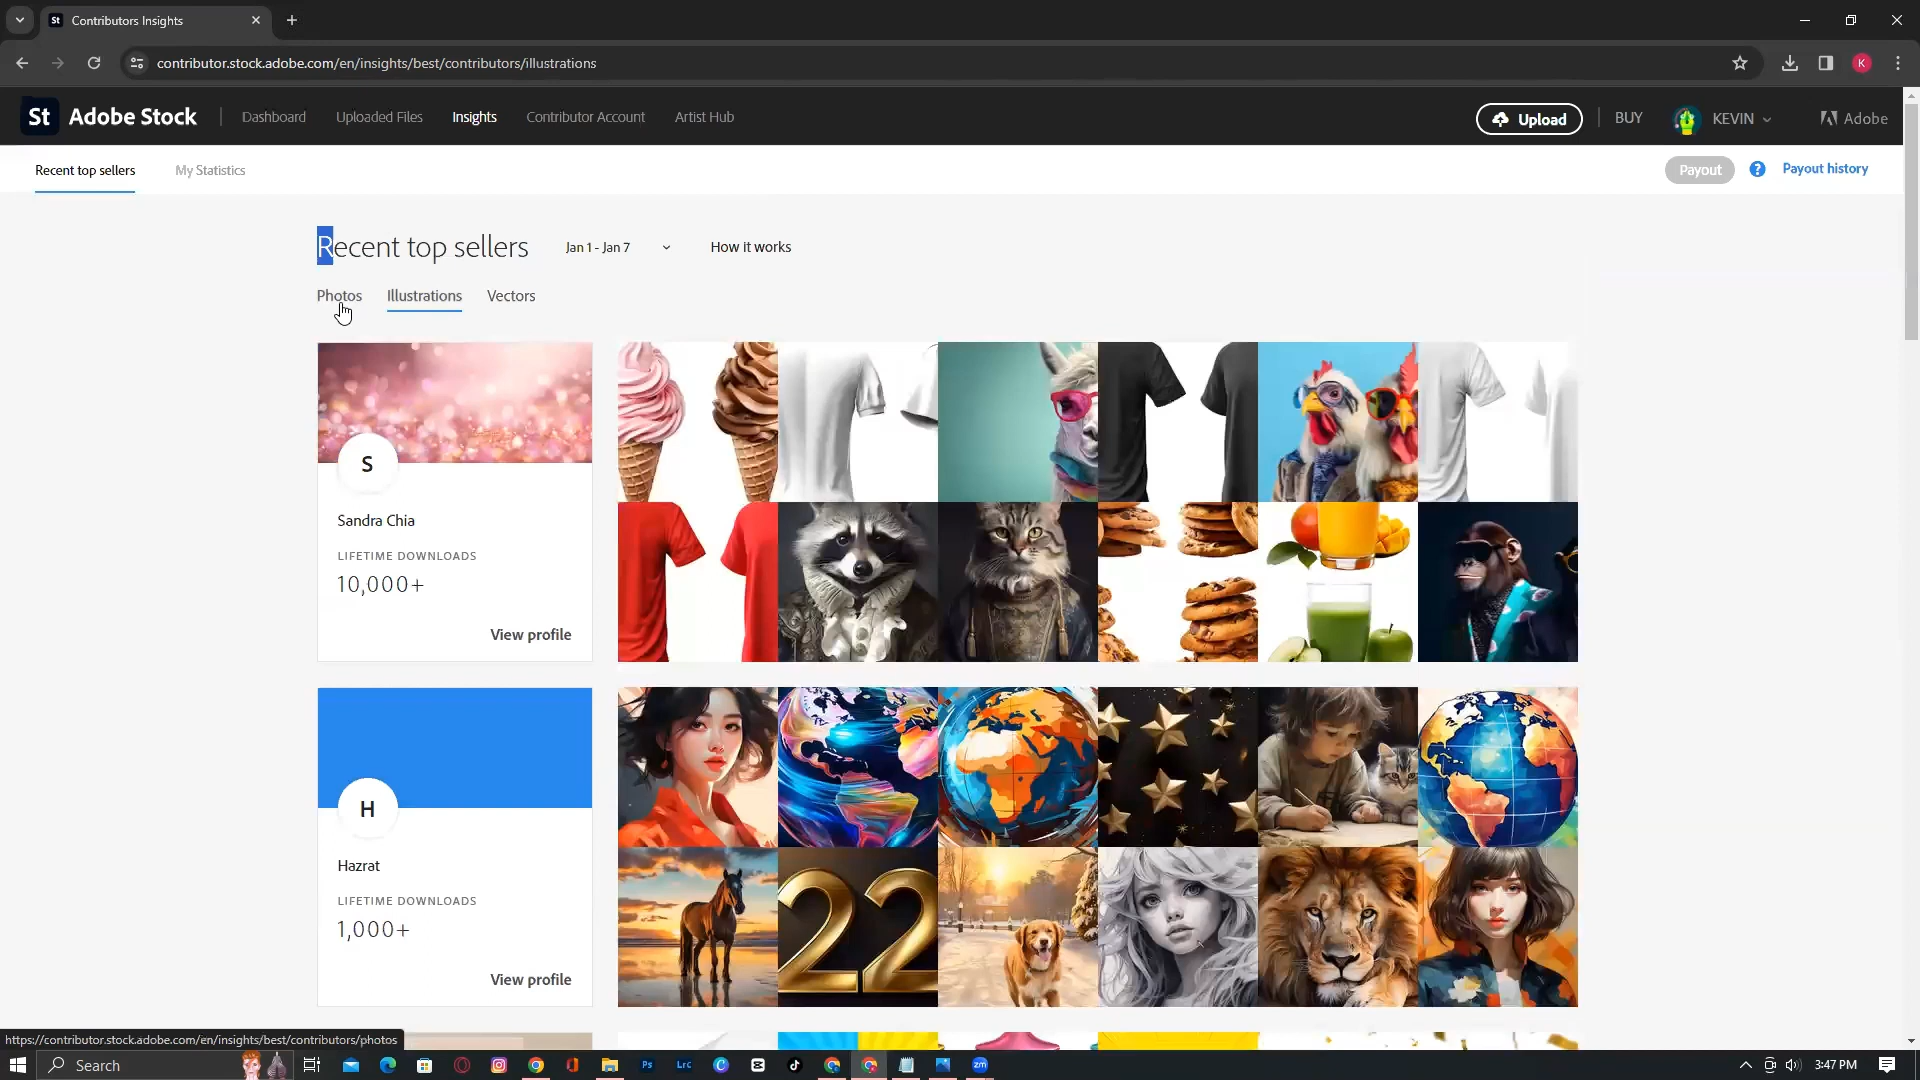 Contributors Insights
contributor.stock.adobe.com/en/insights/best/contributors/illustrations
K
St Adobe Stock Dashboard Uploaded Files Insights Contributor Account Artist Hub Upload BUY KEVIN Adobe
Recent top sellers My Statistics Payout ? Payout history
Recent top sellers Jan 1 - Jan 7 How it works
Photos Illustrations Vectors
S
Sandra Chia
LIFETIME DOWNLOADS
10,000+
View profile
H
Hazrat
LIFETIME DOWNLOADS
1,000+
View profile
22
https://contributor.stock.adobe.com/en/insights/best/contributors/photos
Search Ps Lrc C zm 3:47 PM